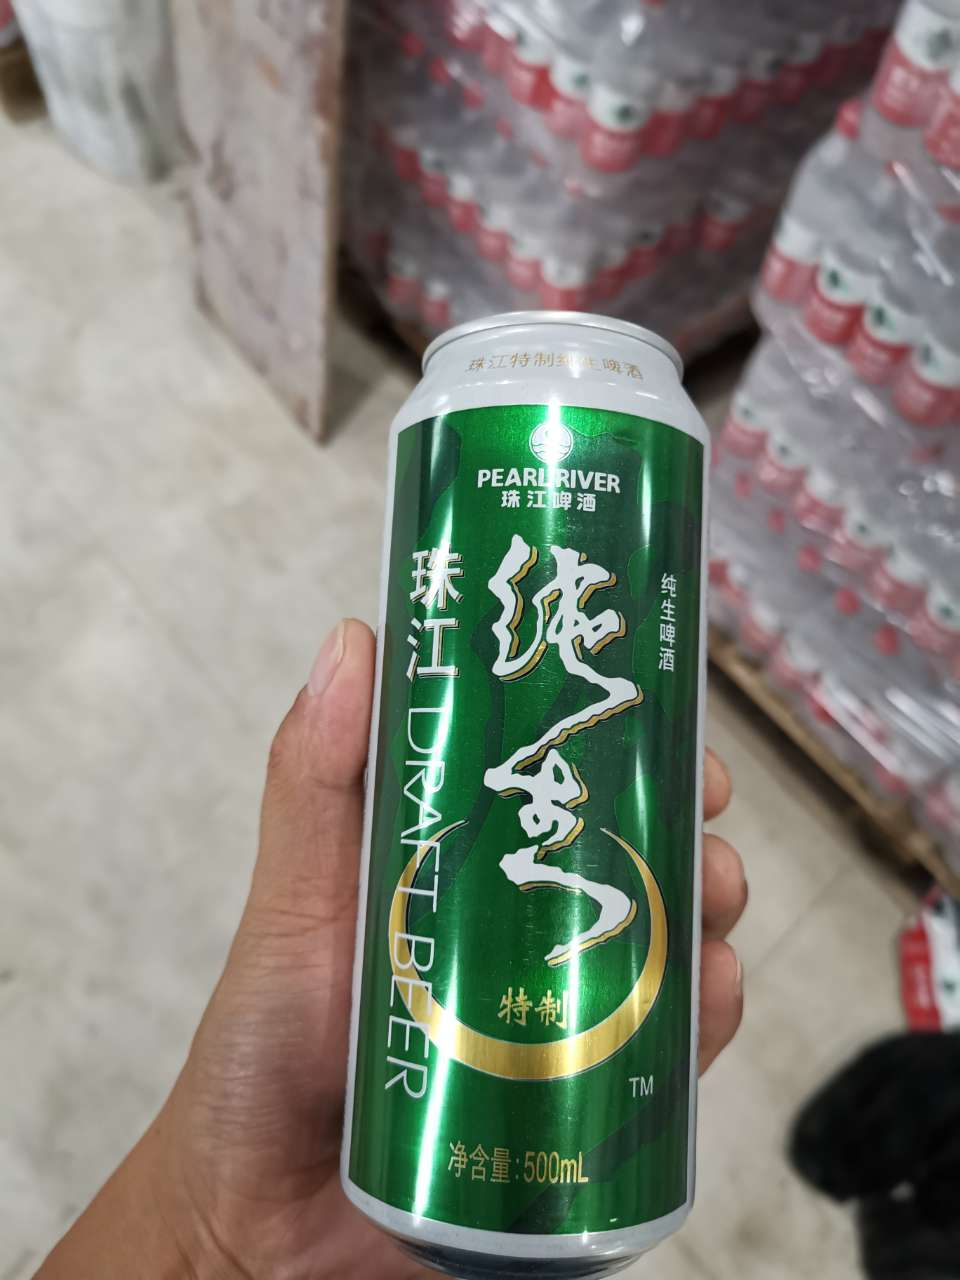 珠江特制纯生啤酒
PEARL RIVER
珠江啤酒
珠江 DRAFT BEER
纯生
纯生啤酒
特制
TM
净含量:500mL